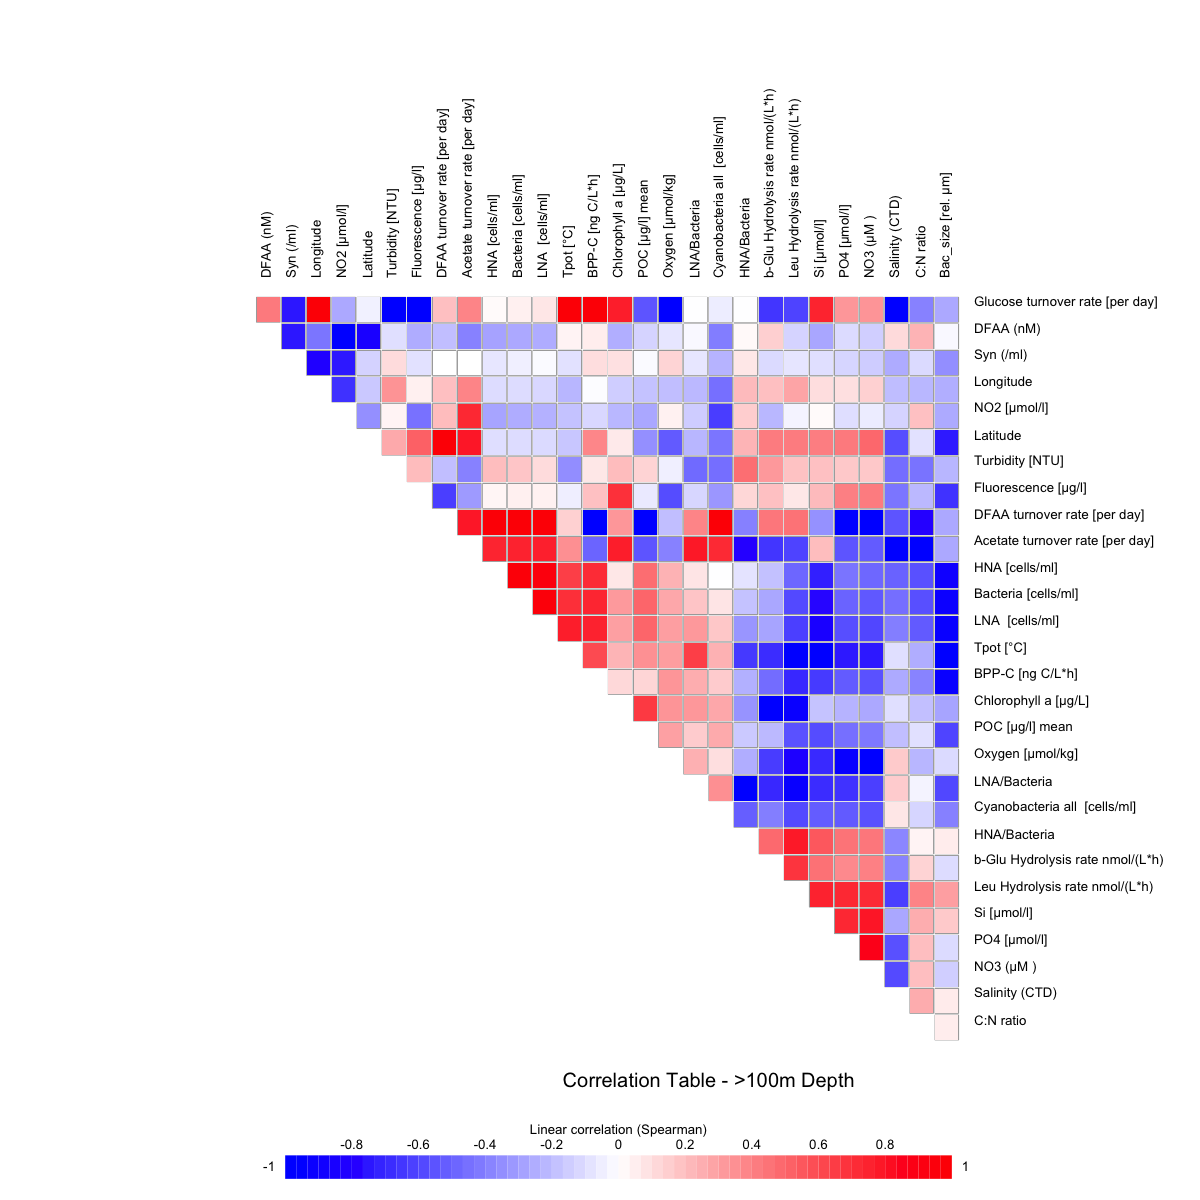 DFAA (nM)
Syn (/ml)
Longitude
NO2 [µmol/l]
Latitude
Turbidity [NTU]
Fluorescence [µg/l]
DFAA turnover rate [per day]
Acetate turnover rate [per day]
HNA [cells/ml]
Bacteria [cells/ml]
LNA  [cells/ml]
Tpot [°C]
BPP-C [ng C/L*h]
Chlorophyll a [µg/L]
POC [µg/l] mean
Oxygen [µmol/kg]
LNA/Bacteria
Cyanobacteria all  [cells/ml]
HNA/Bacteria
b-Glu Hydrolysis rate nmol/(L*h)
Leu Hydrolysis rate nmol/(L*h)
Si [µmol/l]
PO4 [µmol/l]
NO3 (µM )
Salinity (CTD)
C:N ratio
Bac_size [rel. µm]
Glucose turnover rate [per day]
DFAA (nM)
Syn (/ml)
Longitude
NO2 [µmol/l]
Latitude
Turbidity [NTU]
Fluorescence [µg/l]
DFAA turnover rate [per day]
Acetate turnover rate [per day]
HNA [cells/ml]
Bacteria [cells/ml]
LNA  [cells/ml]
Tpot [°C]
BPP-C [ng C/L*h]
Chlorophyll a [µg/L]
POC [µg/l] mean
Oxygen [µmol/kg]
LNA/Bacteria
Cyanobacteria all  [cells/ml]
HNA/Bacteria
b-Glu Hydrolysis rate nmol/(L*h)
Leu Hydrolysis rate nmol/(L*h)
Si [µmol/l]
PO4 [µmol/l]
NO3 (µM )
Salinity (CTD)
C:N ratio
Correlation Table - >100m Depth
Linear correlation (Spearman)
-0.8 -0.6 -0.4 -0.2 0 0.2 0.4 0.6 0.8
-1 1